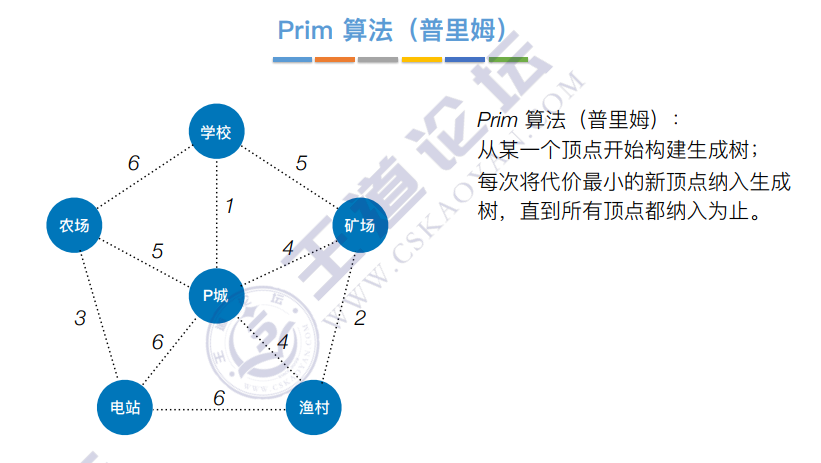 Prim 算法（普里姆）
学校
6
5
1
Prim 算法（普里姆）：
从某一个顶点开始构建生成树；
每次将代价最小的新顶点纳入生成
树，直到所有顶点都纳入为止。
农场
矿场
5
4
P城
3
2
6
4
电站
6
渔村
王道论坛
WWW.CSKAOYAN.COM